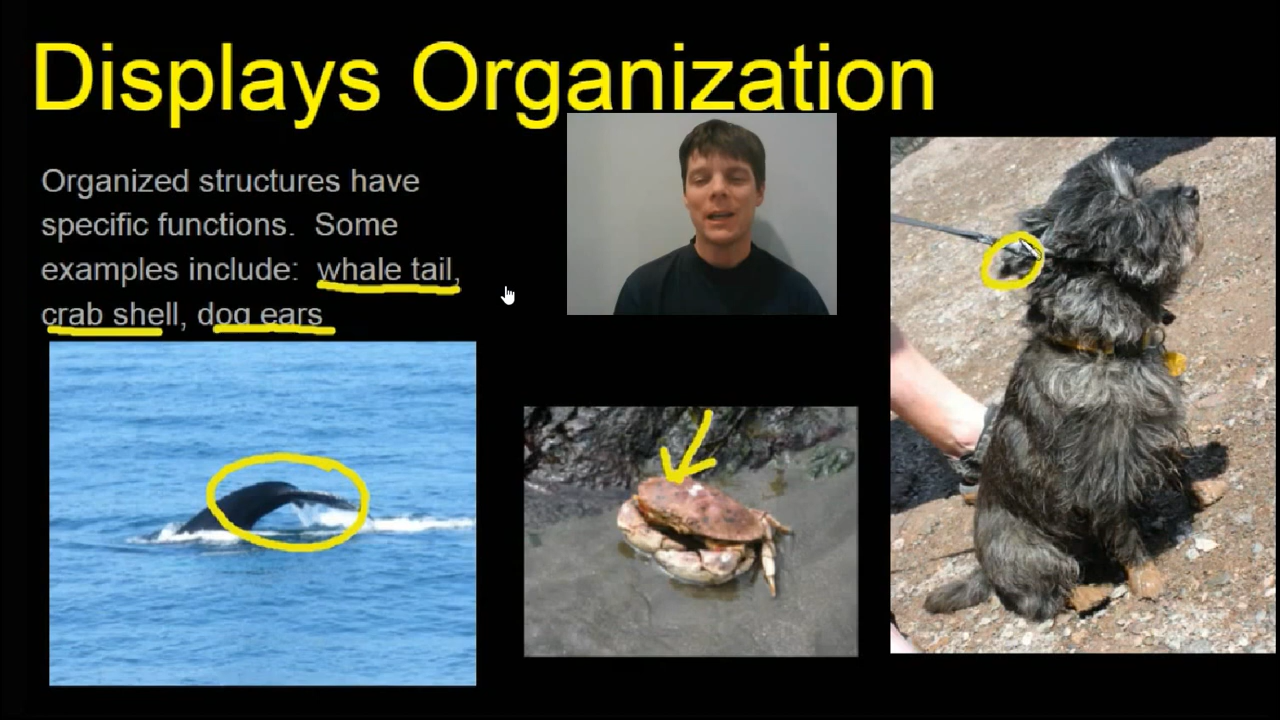 Displays Organization
Organized structures have
specific functions.  Some
examples include:  whale tail,
crab shell, dog ears